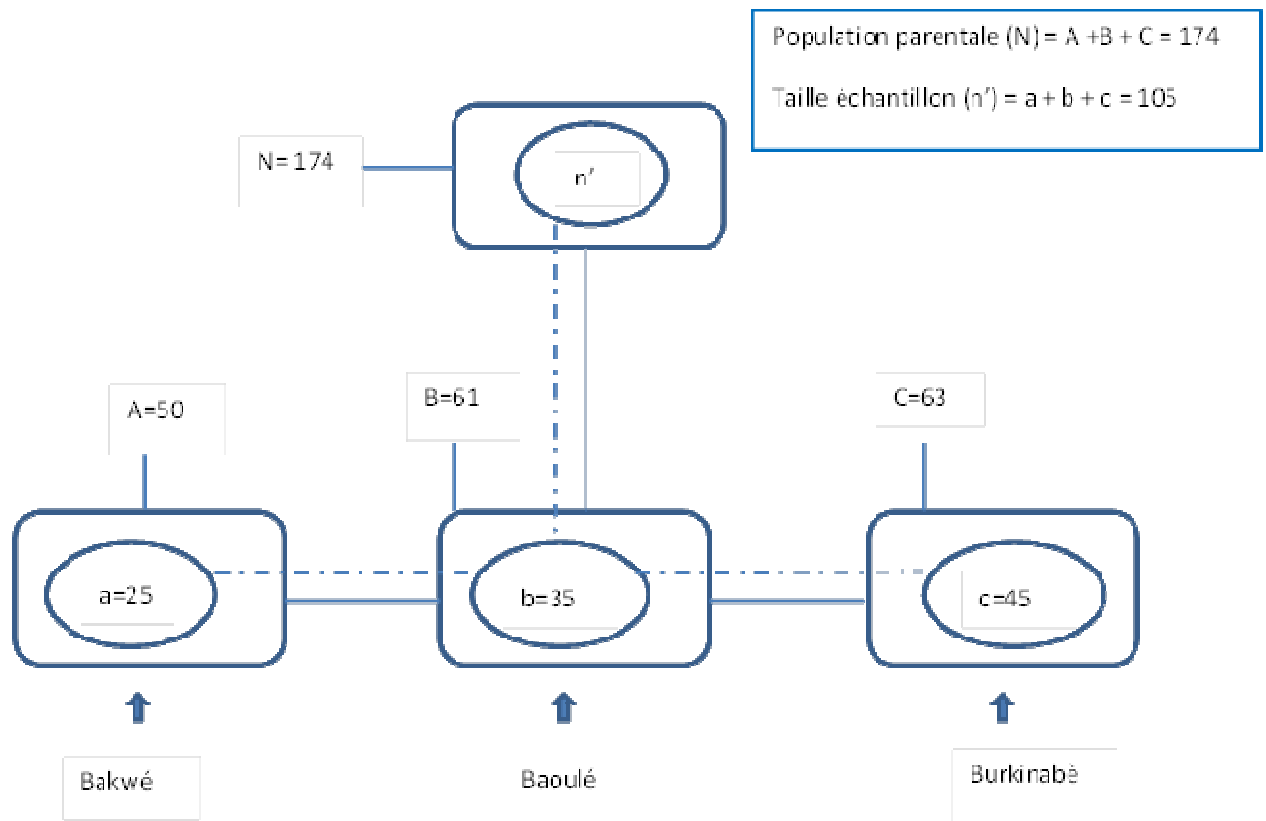 Population parentale (N) = A +B + C = 174
Taille échantillon (n’) = a + b + c = 105
N= 174
n’
A=50
B=61
C=63
a=25
b=35
c=45
Bakwé
Baoulé
Burkinabè